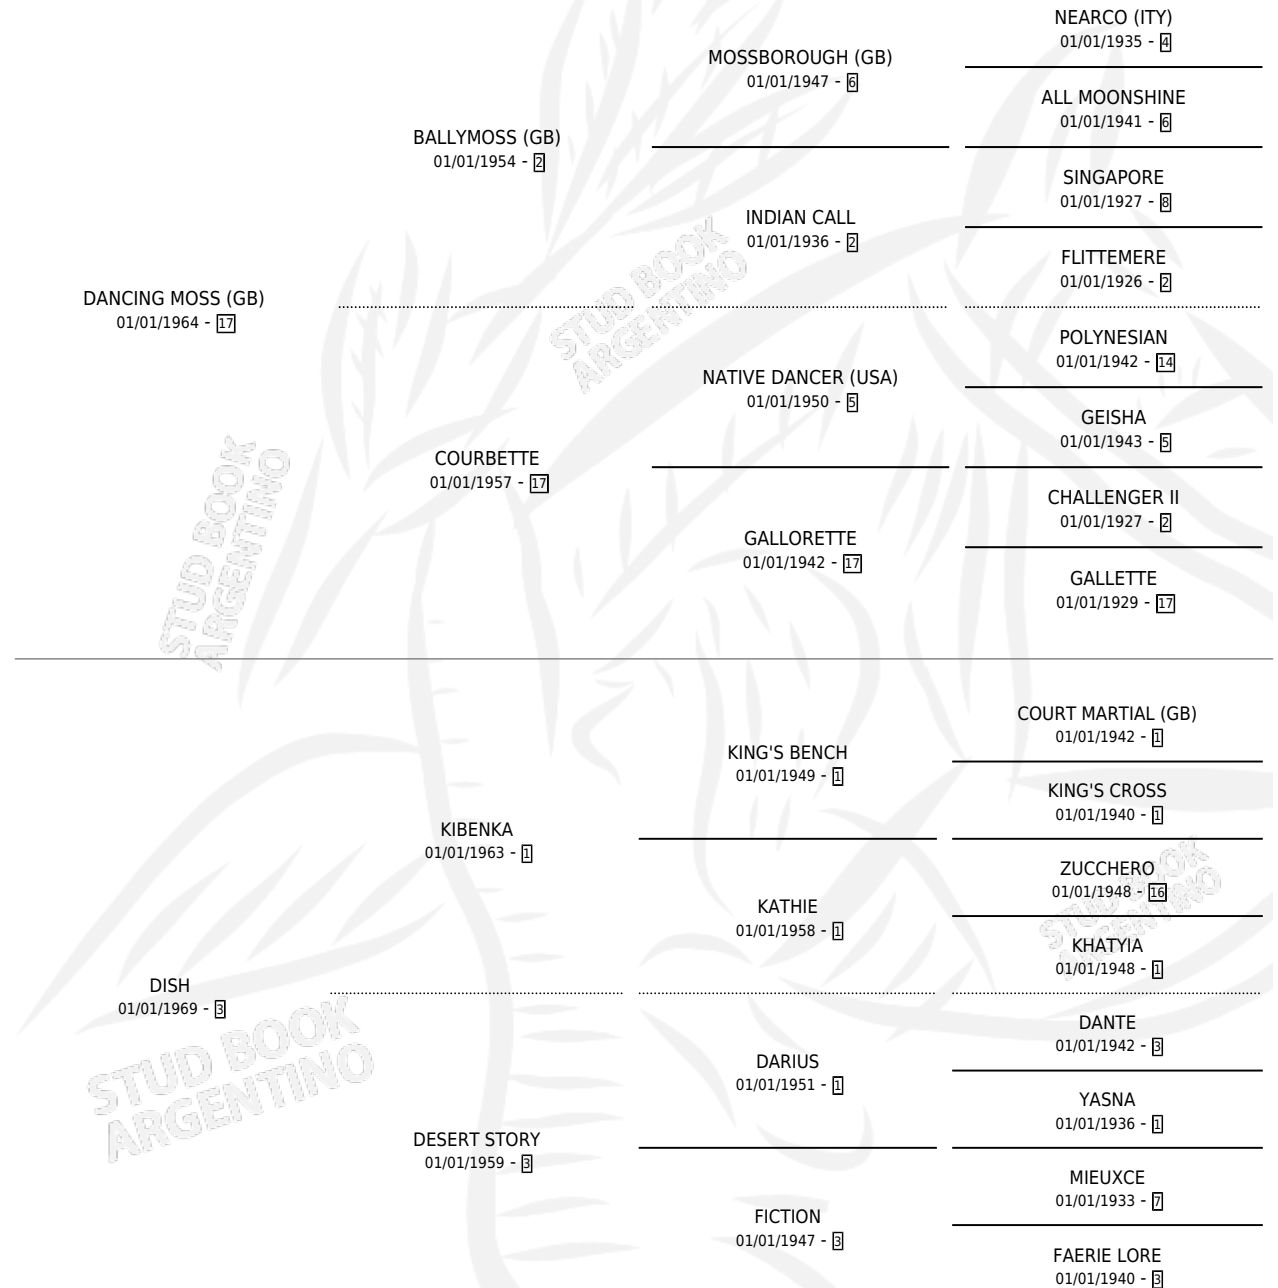 NEARCO (ITY)
01/01/1935 - 4
MOSSBOROUGH (GB)
01/01/1947 - 6
ALL MOONSHINE
01/01/1941 - 6
BALLYMOSS (GB)
01/01/1954 - 2
SINGAPORE
01/01/1927 - 8
INDIAN CALL
01/01/1936 - 2
FLITTEMERE
01/01/1926 - 2
STUD BOOK
ARGENTINO
DANCING MOSS (GB)
01/01/1964 - 17
POLYNESIAN
01/01/1942 - 14
NATIVE DANCER (USA)
01/01/1950 - 5
GEISHA
01/01/1943 - 5
COURBETTE
01/01/1957 - 17
CHALLENGER II
01/01/1927 - 2
GALLORETTE
01/01/1942 - 17
GALLETTE
01/01/1929 - 17
STUD BOOK
ARGENTINO
COURT MARTIAL (GB)
01/01/1942 - 1
KING'S BENCH
01/01/1949 - 1
KING'S CROSS
01/01/1940 - 1
KIBENKA
01/01/1963 - 1
ZUCCHERO
01/01/1948 - 16
KATHIE
01/01/1958 - 1
KHATYIA
01/01/1948 - 1
STUD BOOK
ARGENTINO
DISH
01/01/1969 - 3
DANTE
01/01/1942 - 3
DARIUS
01/01/1951 - 1
YASNA
01/01/1936 - 1
STUD BOOK
ARGENTINO
DESERT STORY
01/01/1959 - 3
MIEUXCE
01/01/1933 - 7
FICTION
01/01/1947 - 3
FAERIE LORE
01/01/1940 - 3